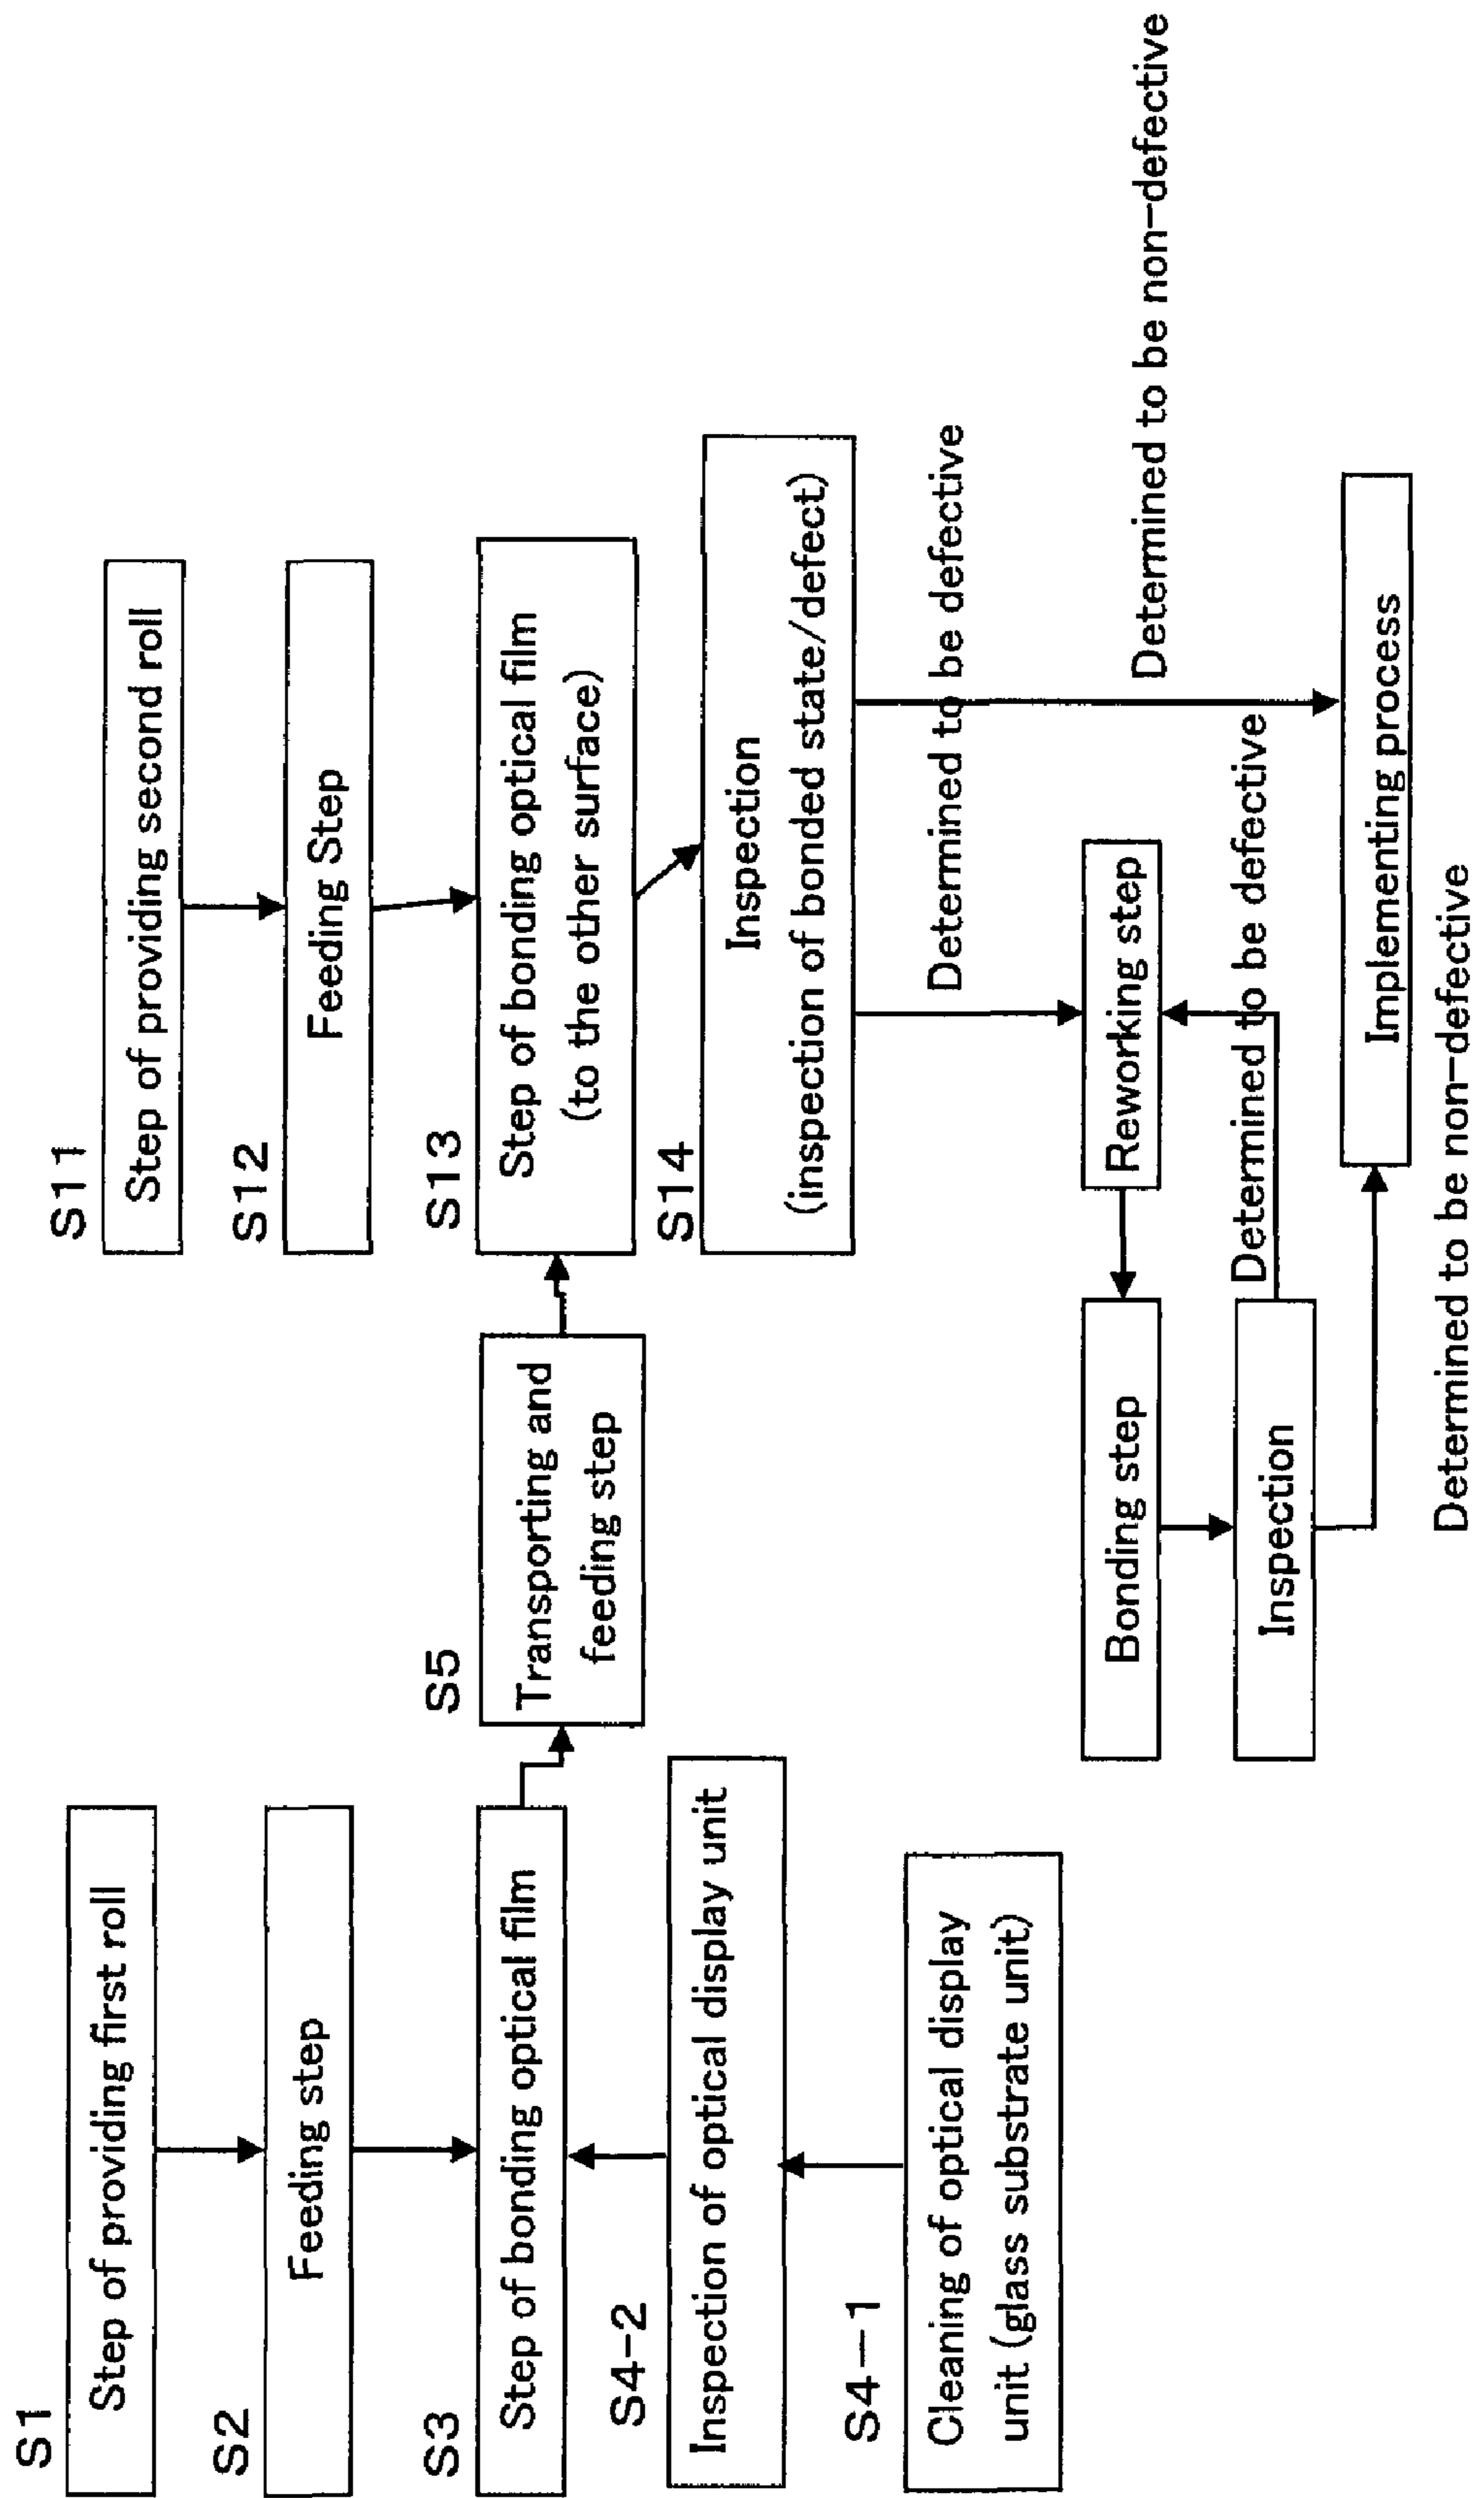 S1
Step of providing first roll
S2
Feeding step
S3
Step of bonding optical film
S4-2
Inspection of optical display unit
S4-1
Cleaning of optical display
unit (glass substrate unit)
S5
Transporting and
feeding step
S11
Step of providing second roll
S12
Feeding Step
S13
Step of bonding optical film
(to the other surface)
S14
Inspection
(inspection of bonded state/defect)
Determined to be defective
Determined to be non-defective
Reworking step
Bonding step
Determined to be defective
Inspection
Implementing process
Determined to be non-defective